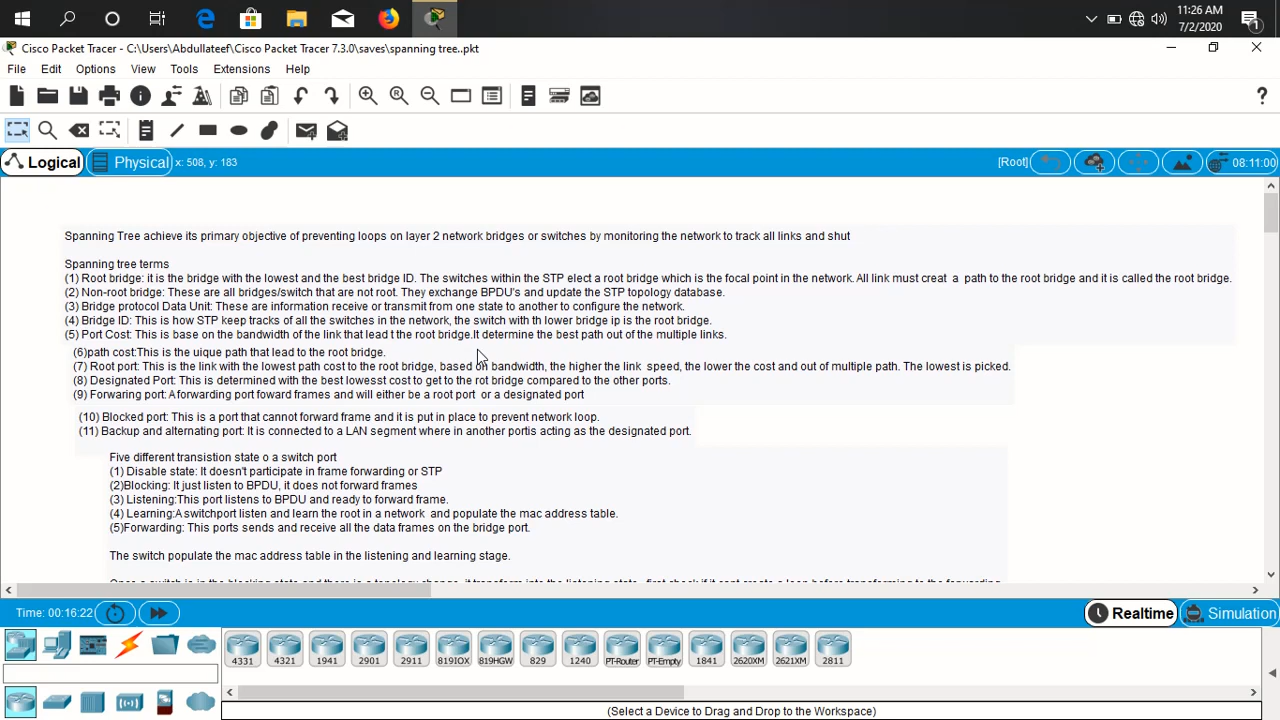 11:26 AM
7/2/2020
1
Cisco Packet Tracer - C:\Users\Abdullateef\Cisco Packet Tracer 7.3.0\saves\spanning tree..pkt
File Edit Options View Tools Extensions Help
?
Logical Physical x: 508, y: 183 [Root] 08:11:00
Spanning Tree achieve its primary objective of preventing loops on layer 2 network bridges or switches by monitoring the network to track all links and shut
Spanning tree terms
(1) Root bridge: it is the bridge with the lowest and the best bridge ID. The switches within the STP elect a root bridge which is the focal point in the network. All link must creat a path to the root bridge and it is called the root bridge.
(2) Non-root bridge: These are all bridges/switch that are not root. They exchange BPDU's and update the STP topology database.
(3) Bridge protocol Data Unit: These are information receive or transmit from one state to another to configure the network.
(4) Bridge ID: This is how STP keep tracks of all the switches in the network, the switch with th lower bridge ip is the root bridge.
(5) Port Cost: This is base on the bandwidth of the link that lead t the root bridge.It determine the best path out of the multiple links.
(6)path cost:This is the uique path that lead to the root bridge.
(7) Root port: This is the link with the lowest path cost to the root bridge, based on bandwidth, the higher the link speed, the lower the cost and out of multiple path. The lowest is picked.
(8) Designated Port: This is determined with the best lowesst cost to get to the rot bridge compared to the other ports.
(9) Forwaring port: A forwarding port foward frames and will either be a root port or a designated port
(10) Blocked port: This is a port that cannot forward frame and it is put in place to prevent network loop.
(11) Backup and alternating port: It is connected to a LAN segment where in another portis acting as the designated port.
Five different transistion state o a switch port
(1) Disable state: It doesn't participate in frame forwarding or STP
(2)Blocking: It just listen to BPDU, it does not forward frames
(3) Listening:This port listens to BPDU and ready to forward frame.
(4) Learning:A switchport listen and learn the root in a network and populate the mac address table.
(5)Forwarding: This ports sends and receive all the data frames on the bridge port.
The switch populate the mac address table in the listening and learning stage.
Once a switch is in the blocking state and there is a topology change, it transform into the listening state
Time: 00:16:22 Realtime Simulation
4331 4321 1941 2901 2911 819IOX 819HGW 829 1240 PT-Router PT-Empty 1841 2620XM 2621XM 2811
(Select a Device to Drag and Drop to the Workspace)